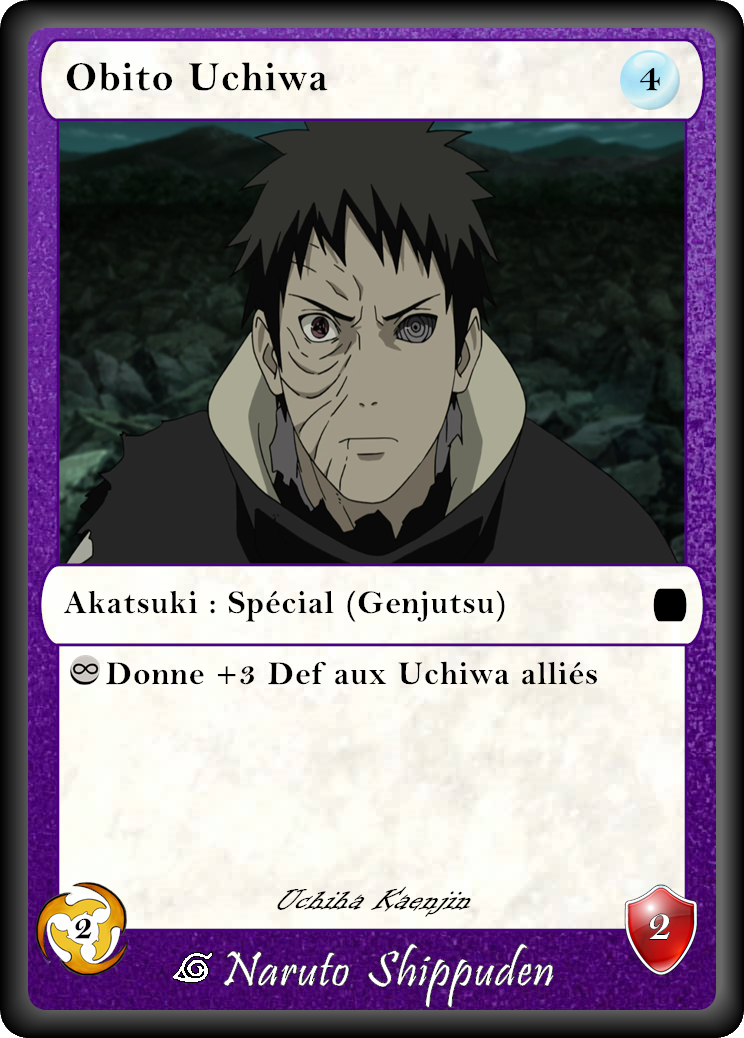 Obito Uchiwa
4
Akatsuki : Spécial (Genjutsu)
Donne +3 Def aux Uchiwa alliés
Uchiha Kaenjin
2
2
Naruto Shippuden